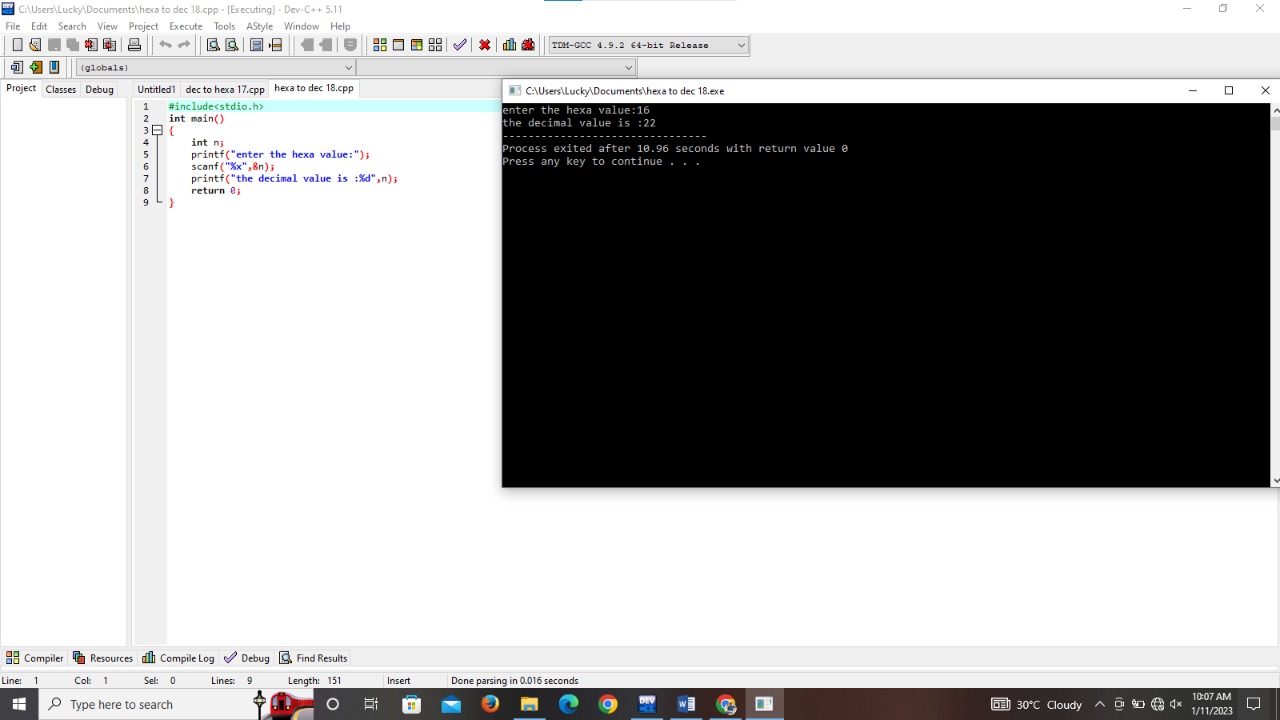 C:\Users\Lucky\Documents\hexa to dec 18.cpp - [Executing] - Dev-C++ 5.11
File Edit Search View Project Execute Tools AStyle Window Help
TDM-GCC 4.9.2 64-bit Release
(globals)
Project Classes Debug
Untitled1 dec to hexa 17.cpp hexa to dec 18.cpp
1 #include<stdio.h>
2 int main()
3 {
4 int n;
5 printf("enter the hexa value:");
6 scanf("%x",&n);
7 printf("the decimal value is :%d",n);
8 return 0;
9 }
C:\Users\Lucky\Documents\hexa to dec 18.exe
enter the hexa value:16
the decimal value is :22
--------------------------------
Process exited after 10.96 seconds with return value 0
Press any key to continue . . .
Compiler Resources Compile Log Debug Find Results
Line: 1 Col: 1 Sel: 0 Lines: 9 Length: 151 Insert Done parsing in 0.016 seconds
Type here to search
DEV
30°C Cloudy
10:07 AM
1/11/2023